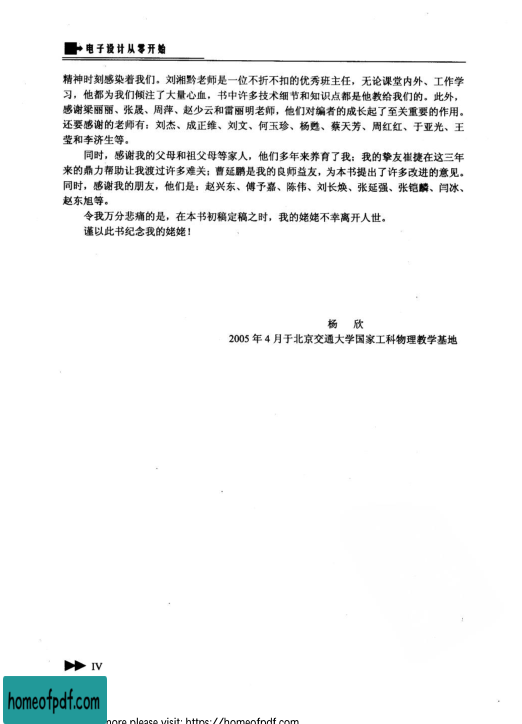 电子设计从零开始
精神时刻感染着我们。刘湘黔老师是一位不折不扣的优秀班主任，无论课堂内外、工作学
习，他都为我们倾注了大量心血，书中许多技术细节和知识点都是他教给我们的。此外，
感谢梁丽丽、张晟、周萍、赵少云和雷丽明老师，他们对编者的成长起了至关重要的作用。
还要感谢的老师有：刘杰、成正维、刘文、何玉珍、杨甦、蔡天芳、周红红、于亚光、王
莹和李济生等。
同时，感谢我的父母和祖父母等家人，他们多年来养育了我；我的挚友崔捷在这三年
来的鼎力帮助让我渡过许多难关；曹延鹏是我的良师益友，为本书提出了许多改进的意见。
同时，感谢我的朋友，他们是：赵兴东、傅予嘉、陈伟、刘长焕、张延强、张铠麟、闫冰、
赵东旭等。
令我万分悲痛的是，在本书初稿定稿之时，我的姥姥不幸离开人世。
谨以此书纪念我的姥姥！
杨 欣
2005 年 4 月于北京交通大学国家工科物理教学基地
IV
homeofpdf.com
more please visit: https://homeofpdf.com